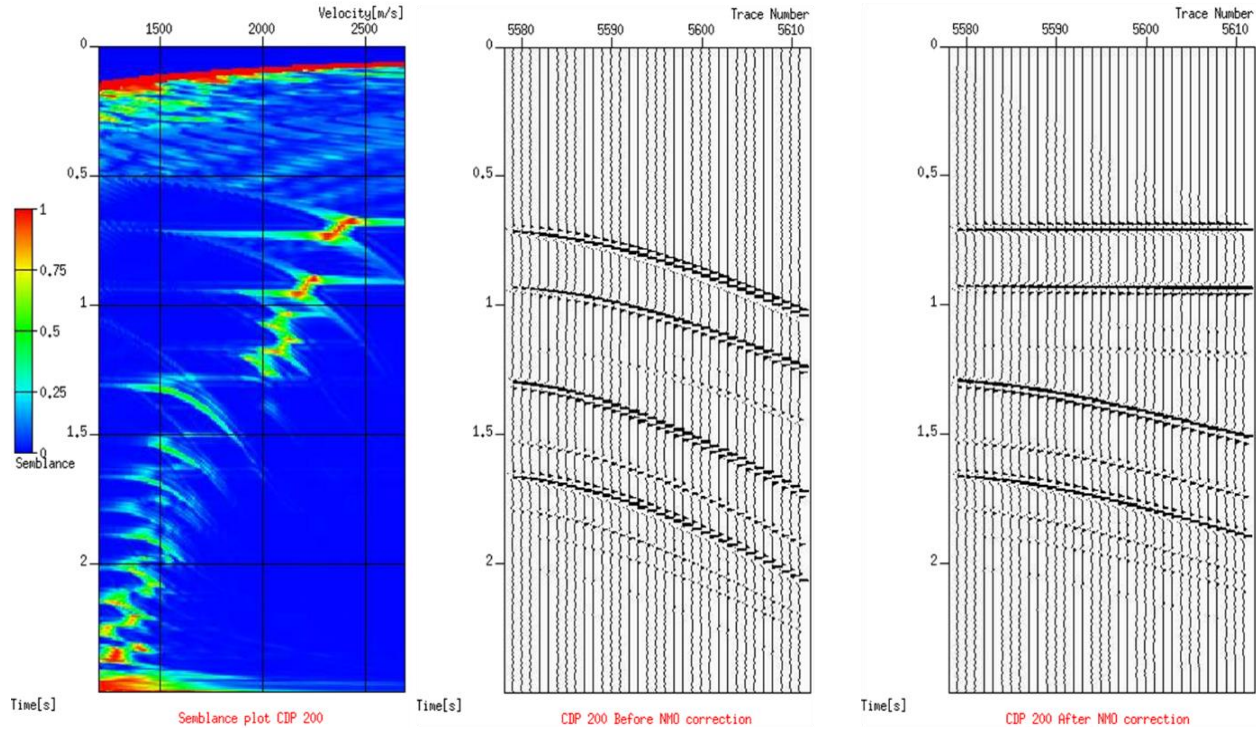 Velocity[m/s]
1500 2000 2500
0
0.5
1
1.5
2
Time[s]
1
0.75
0.5
0.25
0
Semblance
Semblance plot CDP 200
Trace Number
5580 5590 5600 5610
0
0.5
1
1.5
2
Time[s]
CDP 200 Before NMO correction
Trace Number
5580 5590 5600 5610
0
0.5
1
1.5
2
Time[s]
CDP 200 After NMO correction